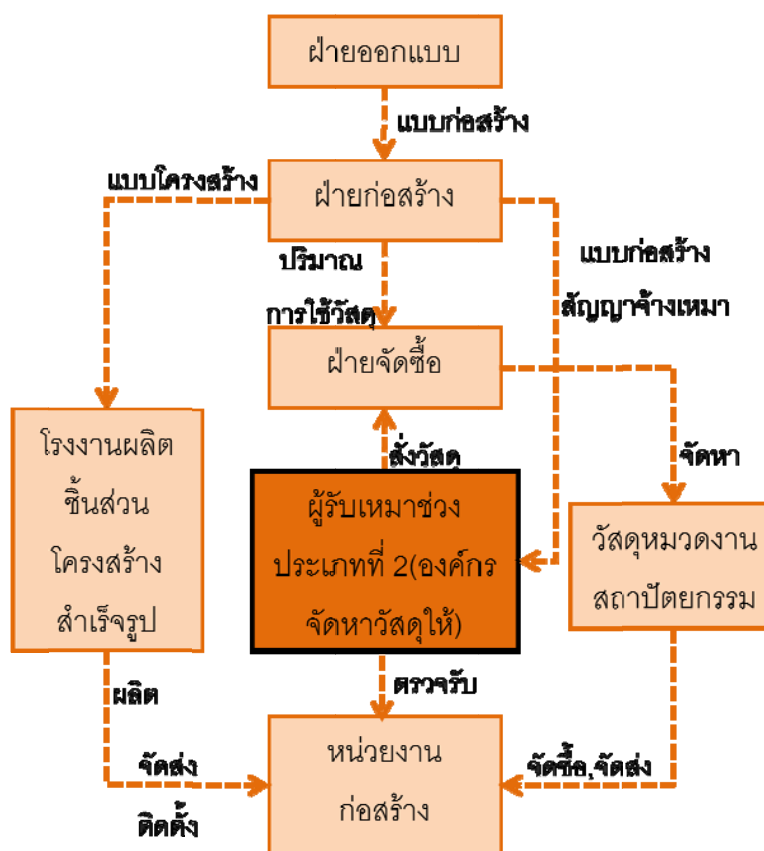 ฝ่ายออกแบบ
แบบก่อสร้าง
แบบโครงสร้าง
ฝ่ายก่อสร้าง
ปริมาณ
การใช้วัสดุ
แบบก่อสร้าง
สัญญาจ้างเหมา
ฝ่ายจัดซื้อ
โรงงานผลิต
ชิ้นส่วน
โครงสร้าง
สำเร็จรูป
สั่งวัสดุ
จัดหา
ผู้รับเหมาช่วง
ประเภทที่ 2(องค์กร
จัดหาวัสดุให้)
วัสดุหมวดงาน
สถาปัตยกรรม
ผลิต
ตรวจรับ
จัดส่ง
ติดตั้ง
หน่วยงาน
ก่อสร้าง
จัดซื้อ,จัดส่ง